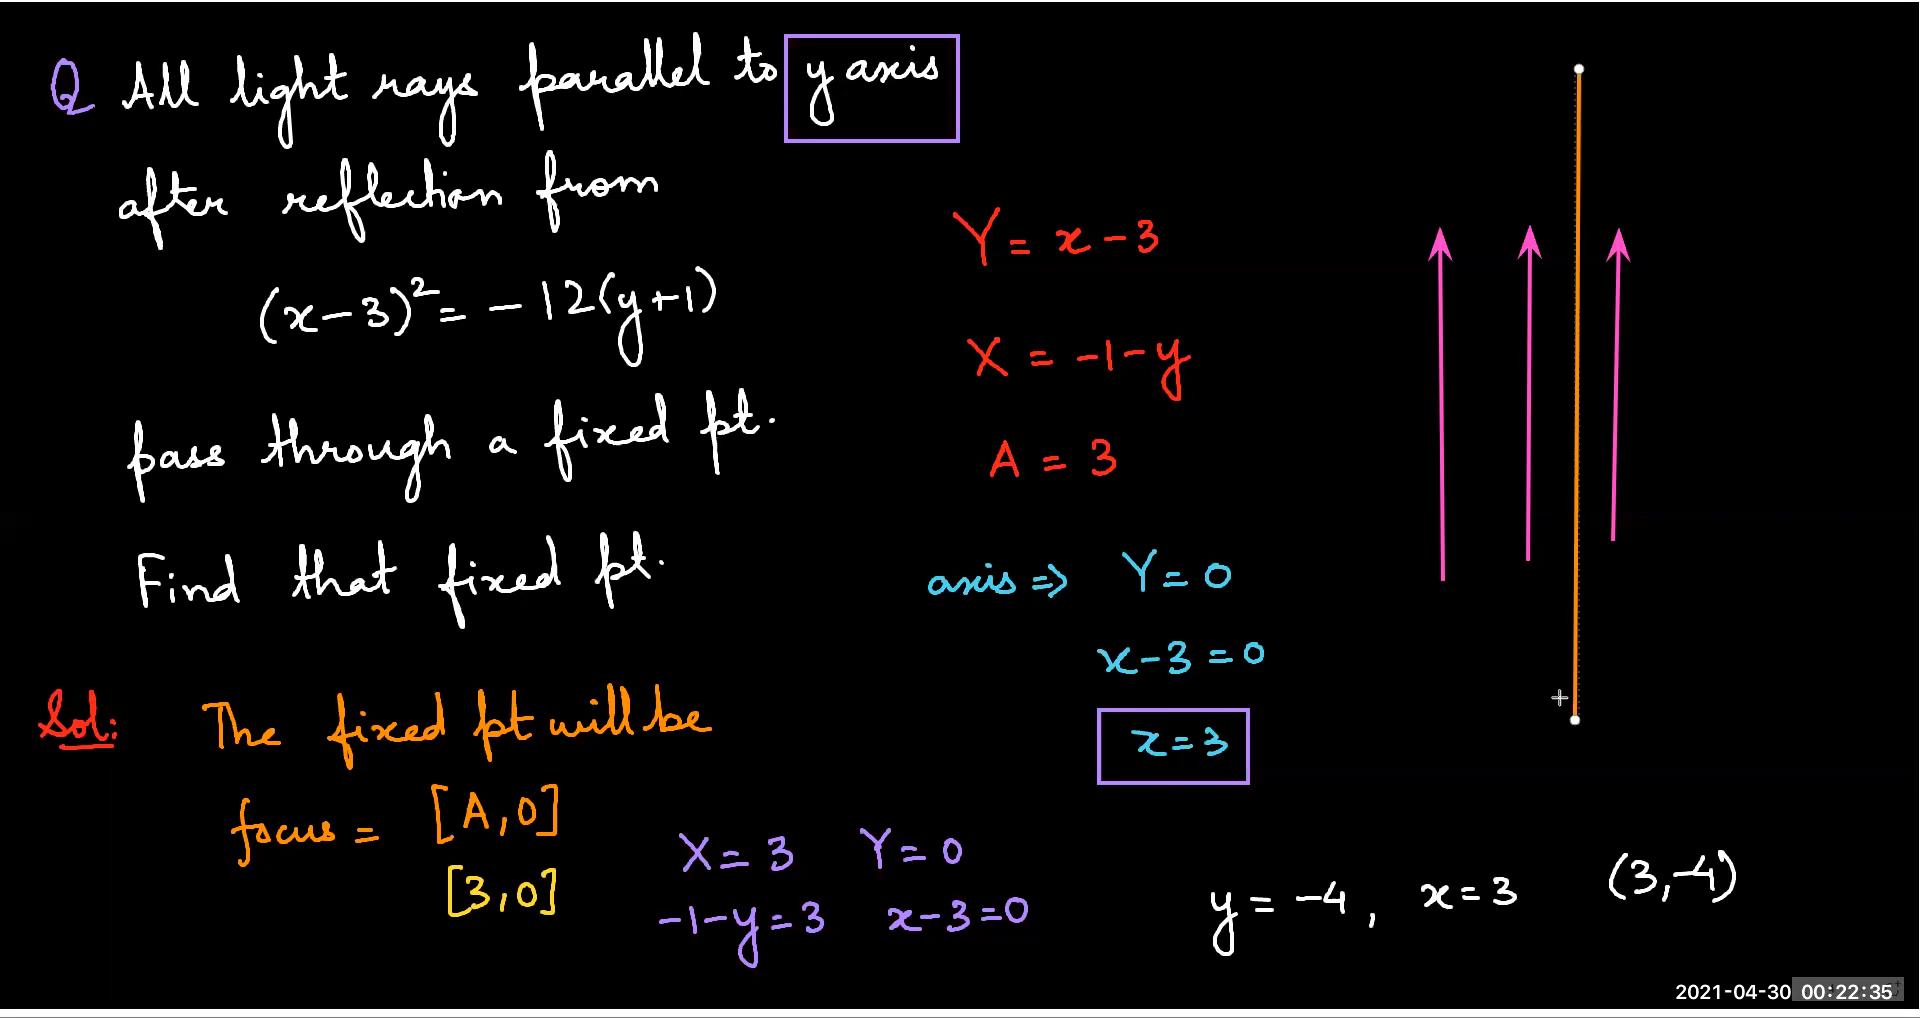 Q All light rays parallel to y axis
after reflection from
(x-3)² = -12(y+1)
pass through a fixed pt.
Find that fixed pt.
Y = x-3
X = -1-y
A = 3
axis ⇒ Y = 0
x-3 = 0
x = 3
Sol: The fixed pt will be
focus = [A, 0]
[3, 0]
X = 3 Y = 0
-1-y = 3 x-3 = 0
y = -4, x = 3 (3, -4)
2021-04-30 00:22:35